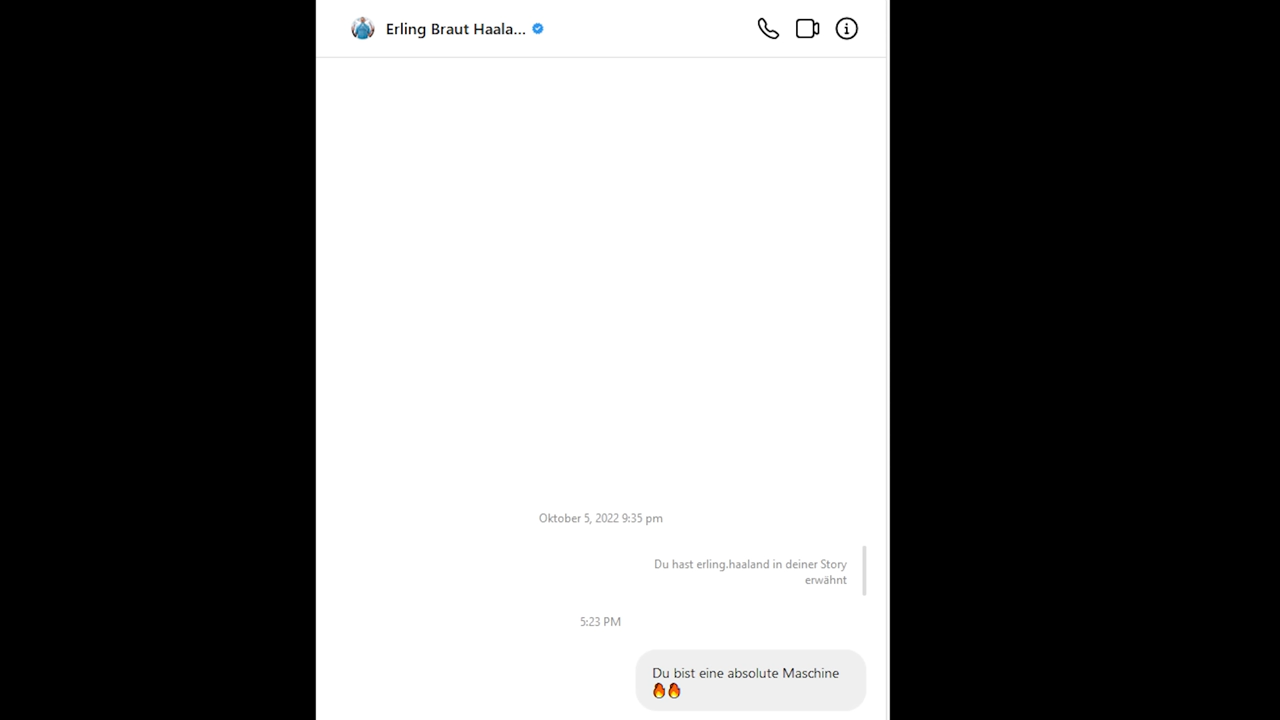 Erling Braut Haala...
Oktober 5, 2022 9:35 pm
Du hast erling.haaland in deiner Story
erwähnt
5:23 PM
Du bist eine absolute Maschine
🔥🔥